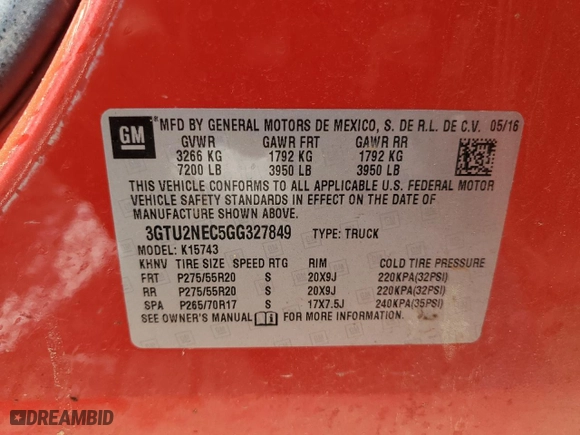 GM
MFD BY GENERAL MOTORS DE MEXICO, S. DE R.L. DE C.V. 05/16
GVWR GAWR FRT GAWR RR
3266 KG 1792 KG 1792 KG
7200 LB 3950 LB 3950 LB
THIS VEHICLE CONFORMS TO ALL APPLICABLE U.S. FEDERAL MOTOR
VEHICLE SAFETY STANDARDS IN EFFECT ON THE DATE OF
MANUFACTURE SHOWN ABOVE.
3GTU2NEC5GG327849 TYPE: TRUCK
MODEL: K15743
KHNV TIRE SIZE SPEED RTG RIM COLD TIRE PRESSURE
FRT P275/55R20 S 20X9J 220KPA(32PSI)
RR P275/55R20 S 20X9J 220KPA(32PSI)
SPA P265/70R17 S 17X7.5J 240KPA(35PSI)
SEE OWNER'S MANUAL FOR MORE INFORMATION.
DREAMBID